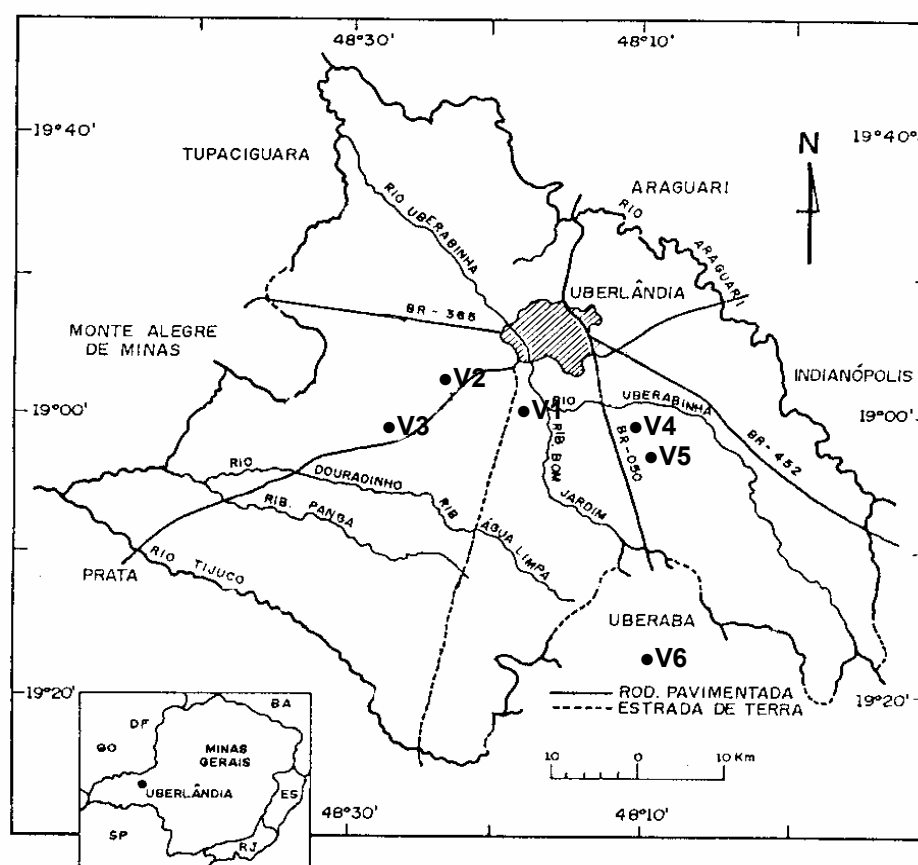 48°30'
48°10'
19°40'
19°40'
TUPACIGUARA
N
ARAGUARI
RIO
ARAGUARI
RIO UBERABINHA
UBERLÂNDIA
BR - 365
MONTE ALEGRE
DE MINAS
INDIANÓPOLIS
V2
19°00'
19°00'
RIO UBERABINHA
V1
V3
V4
V5
BR-050
BR-452
RIB. BOM
JARDIM
RIO DOURADINHO
RIB. PANGA
RIB. ÁGUA LIMPA
RIO TIJUCO
PRATA
UBERABA
V6
ROD. PAVIMENTADA
ESTRADA DE TERRA
19°20'
19°20'
10 0 10 Km
BA
DF
GO
MINAS
GERAIS
UBERLÂNDIA
ES
SP
RJ
48°30'
48°10'